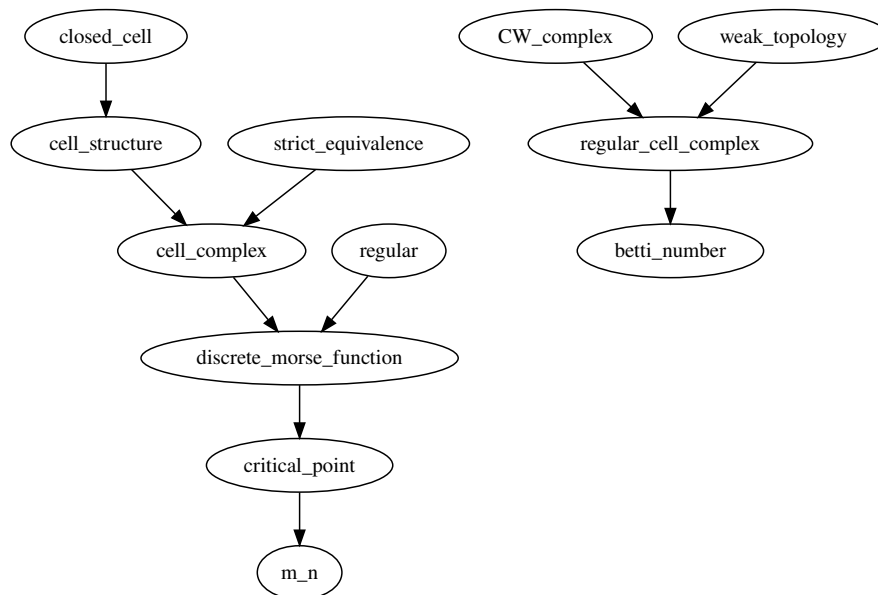 closed_cell
CW_complex
weak_topology
cell_structure
strict_equivalence
regular_cell_complex
cell_complex
regular
betti_number
discrete_morse_function
critical_point
m_n